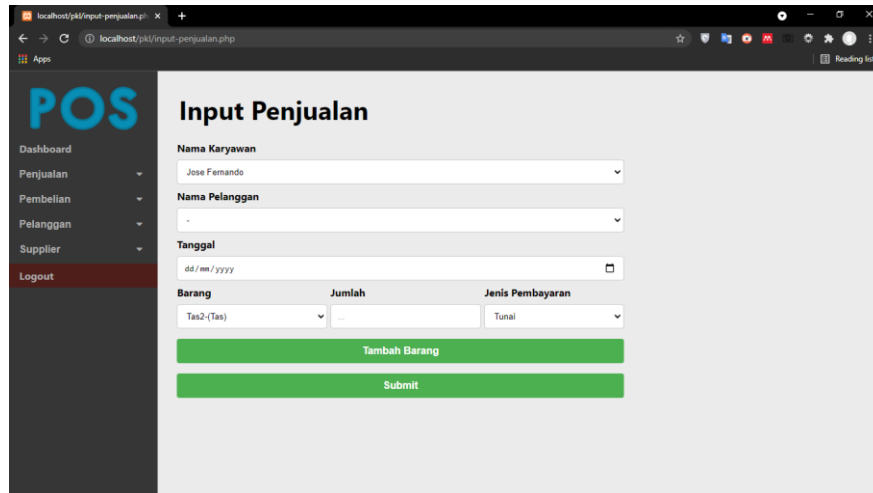 localhost/pkl/input-penjualan.ph
localhost/pkl/input-penjualan.php
Apps
Reading list
POS
Input Penjualan
Dashboard
Penjualan
Pembelian
Pelanggan
Supplier
Logout
Nama Karyawan
Jose Fernando
Nama Pelanggan
-
Tanggal
dd/mm/yyyy
Barang Jumlah Jenis Pembayaran
Tas2-(Tas) ... Tunai
Tambah Barang
Submit